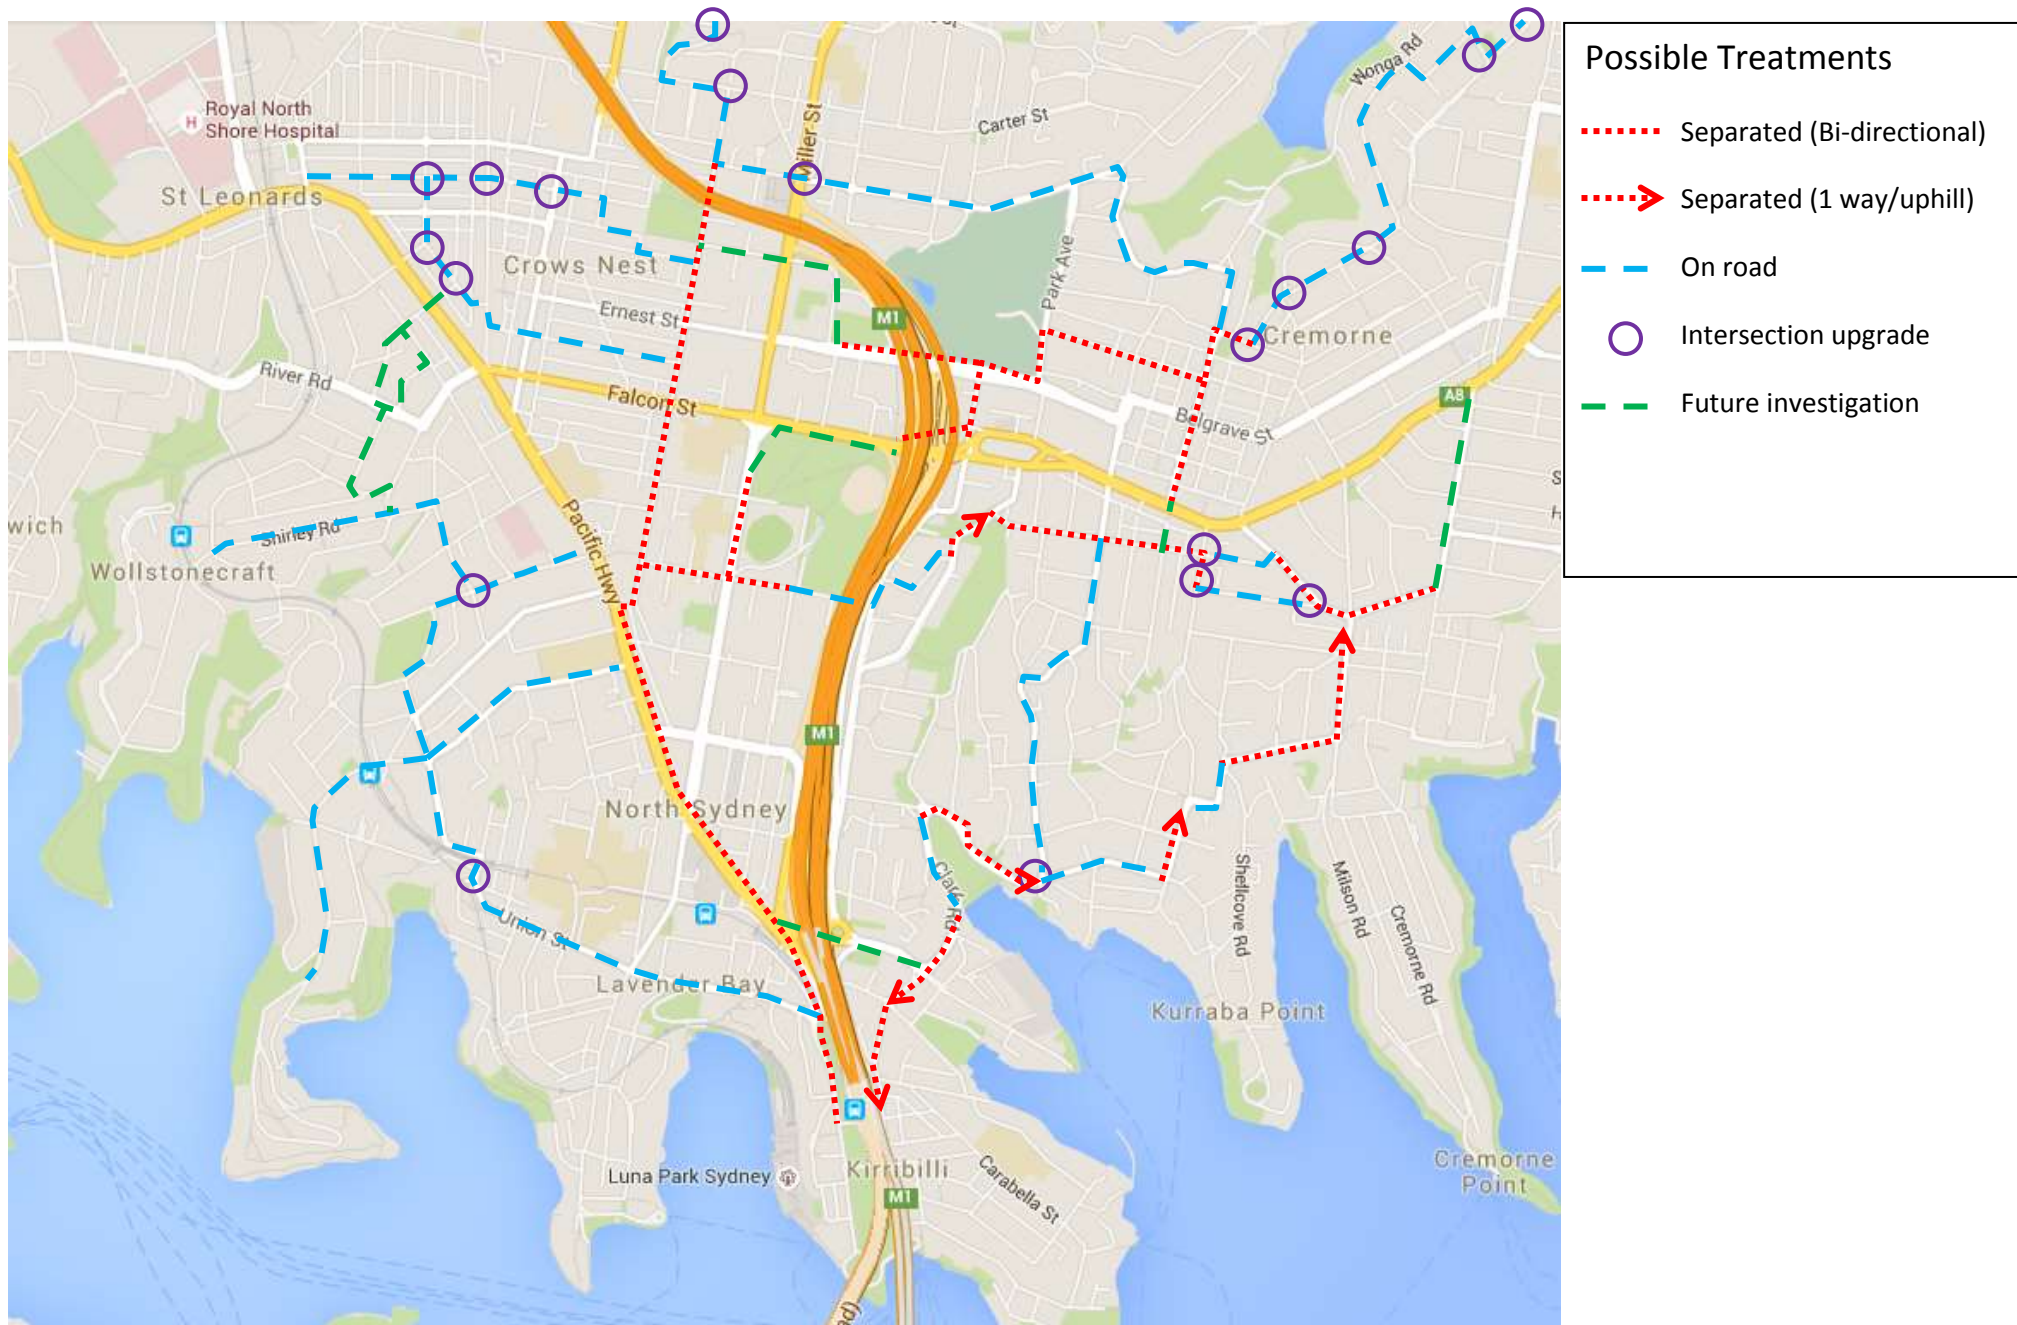 Possible Treatments
Separated (Bi-directional)
Separated (1 way/uphill)
On road
Intersection upgrade
Future investigation
Wonga Rd
Royal North
Shore Hospital
H
Miller St
Carter St
St Leonards
Crows Nest
Park Ave
Ernest St
M1
Cremorne
River Rd
Falcon St
A8
Belgrave St
Pacific Hwy
wich
Shirley Rd
Wollstonecraft
M1
North Sydney
Clark Rd
Shellcove Rd
Milson Rd
Cremorne Rd
Union St
Lavender Bay
Kurraba Point
Luna Park Sydney
Kirribilli
Carabella St
M1
Cremorne
Point